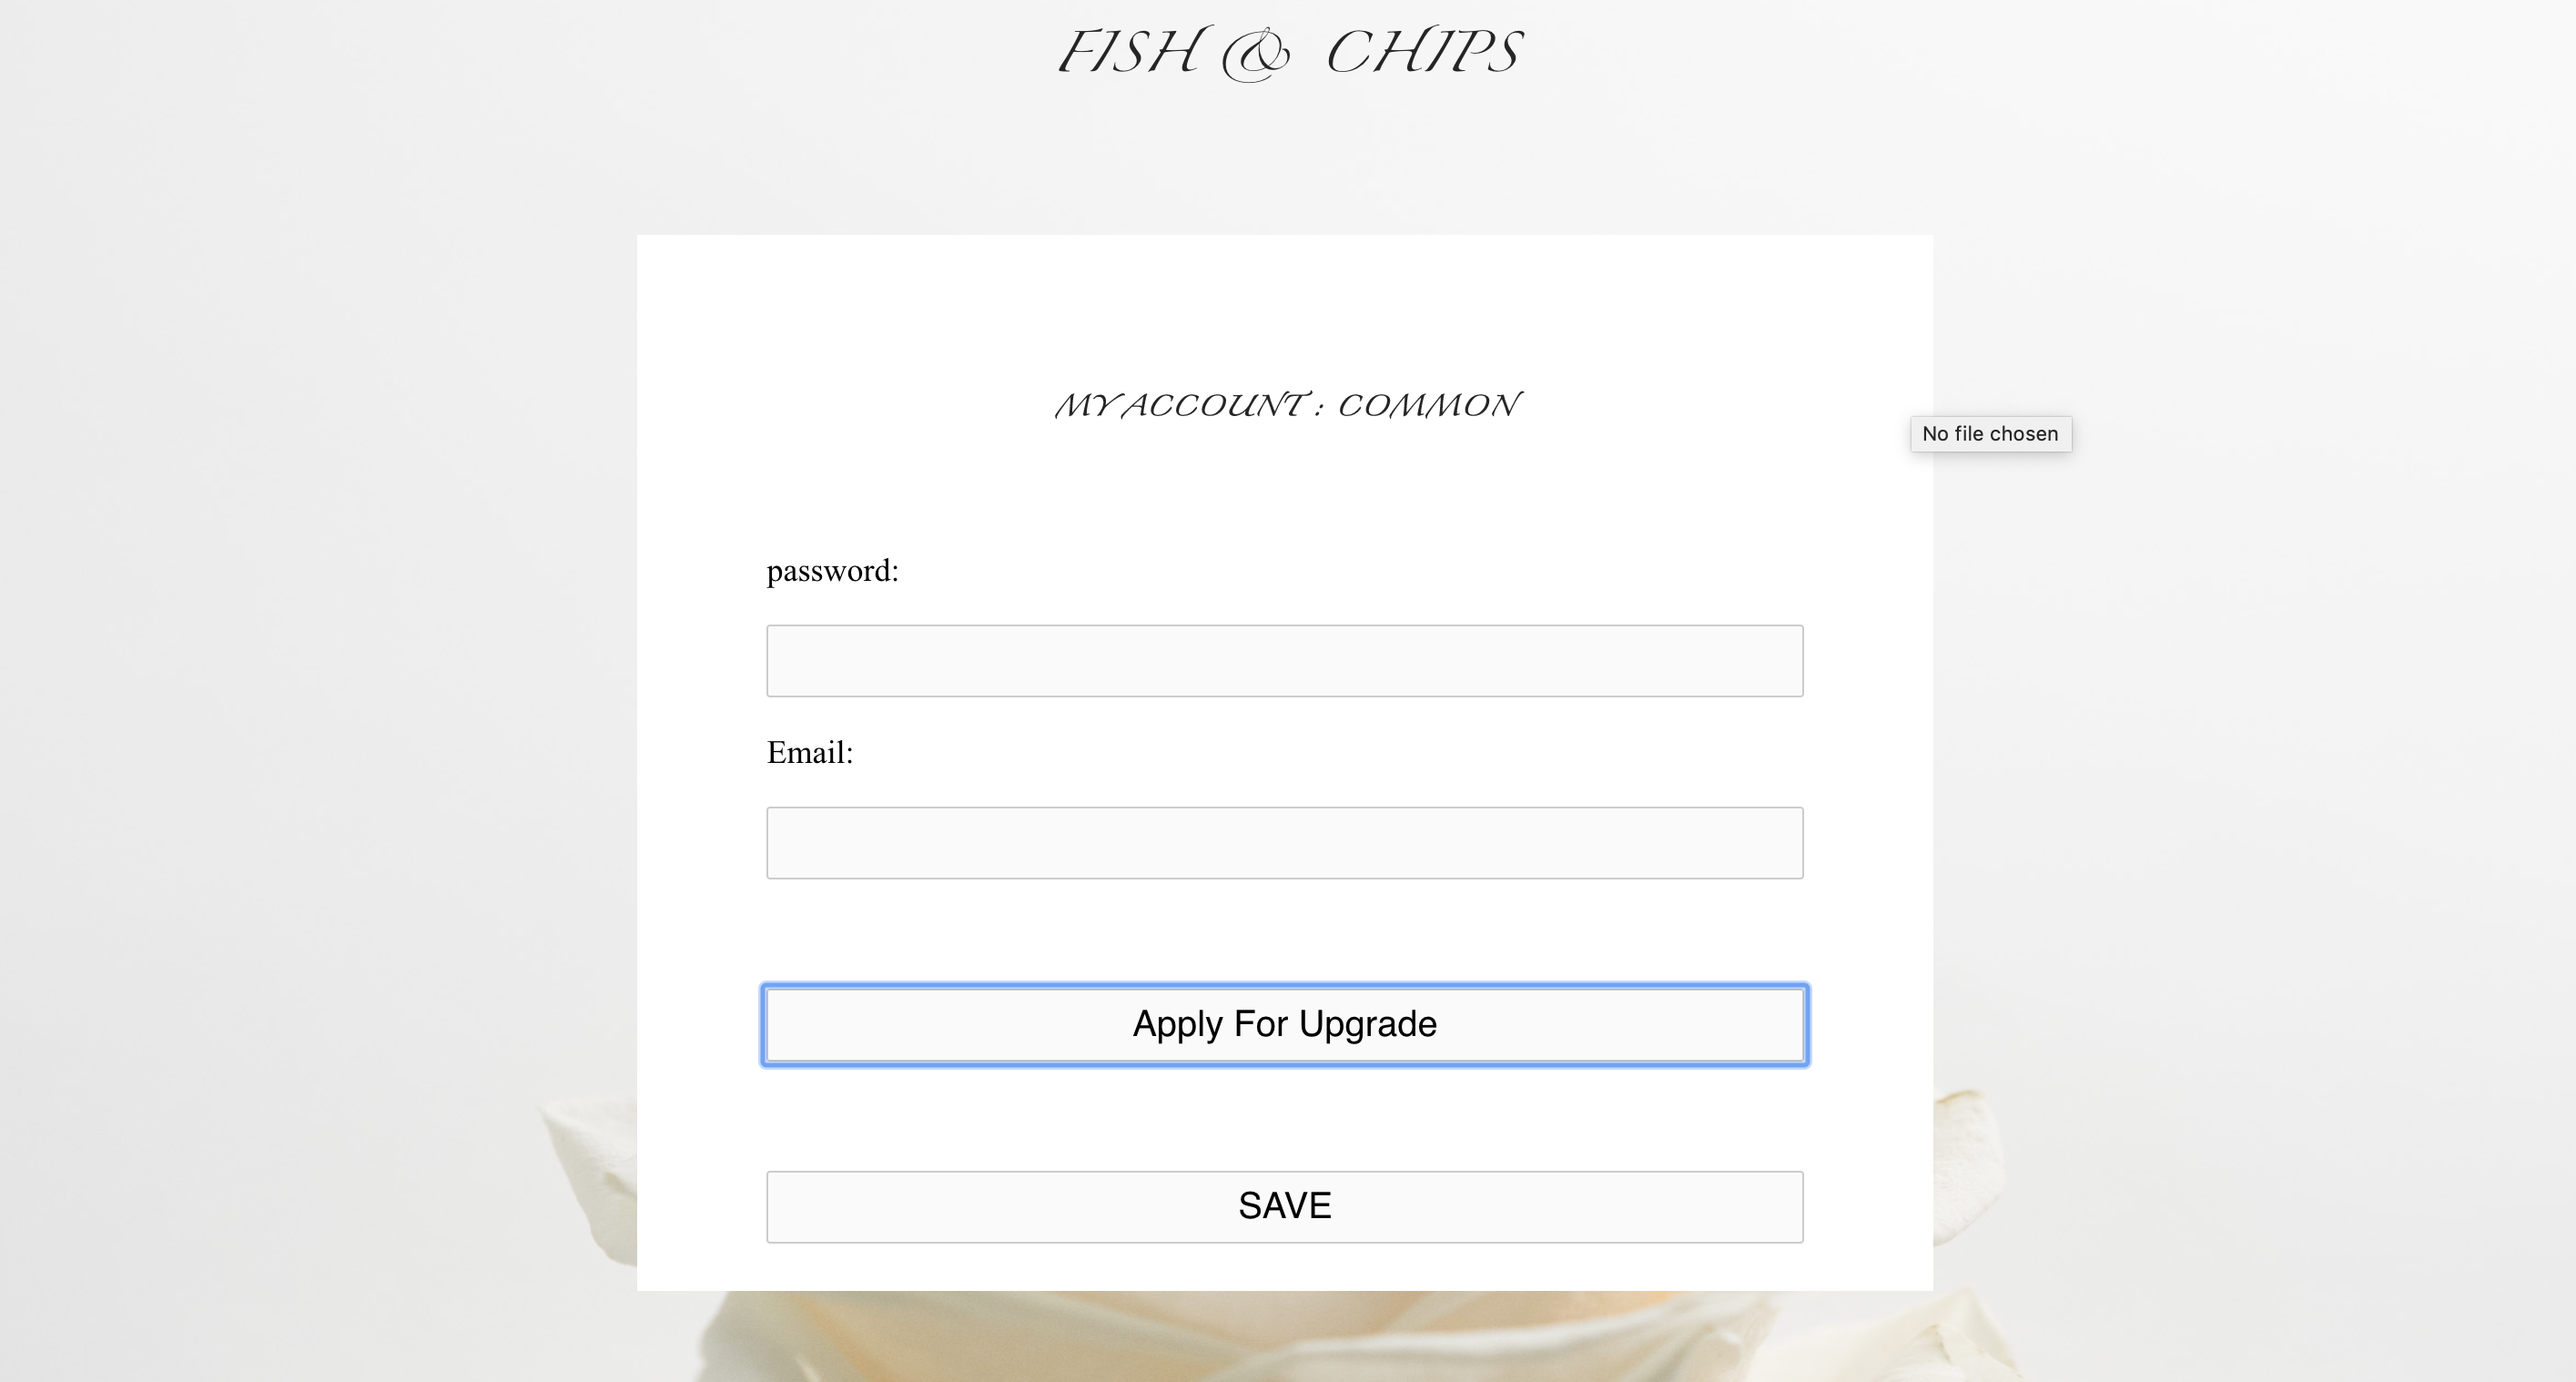 FISH & CHIPS
MY ACCOUNT : COMMON
No file chosen
password:
Email:
Apply For Upgrade
SAVE